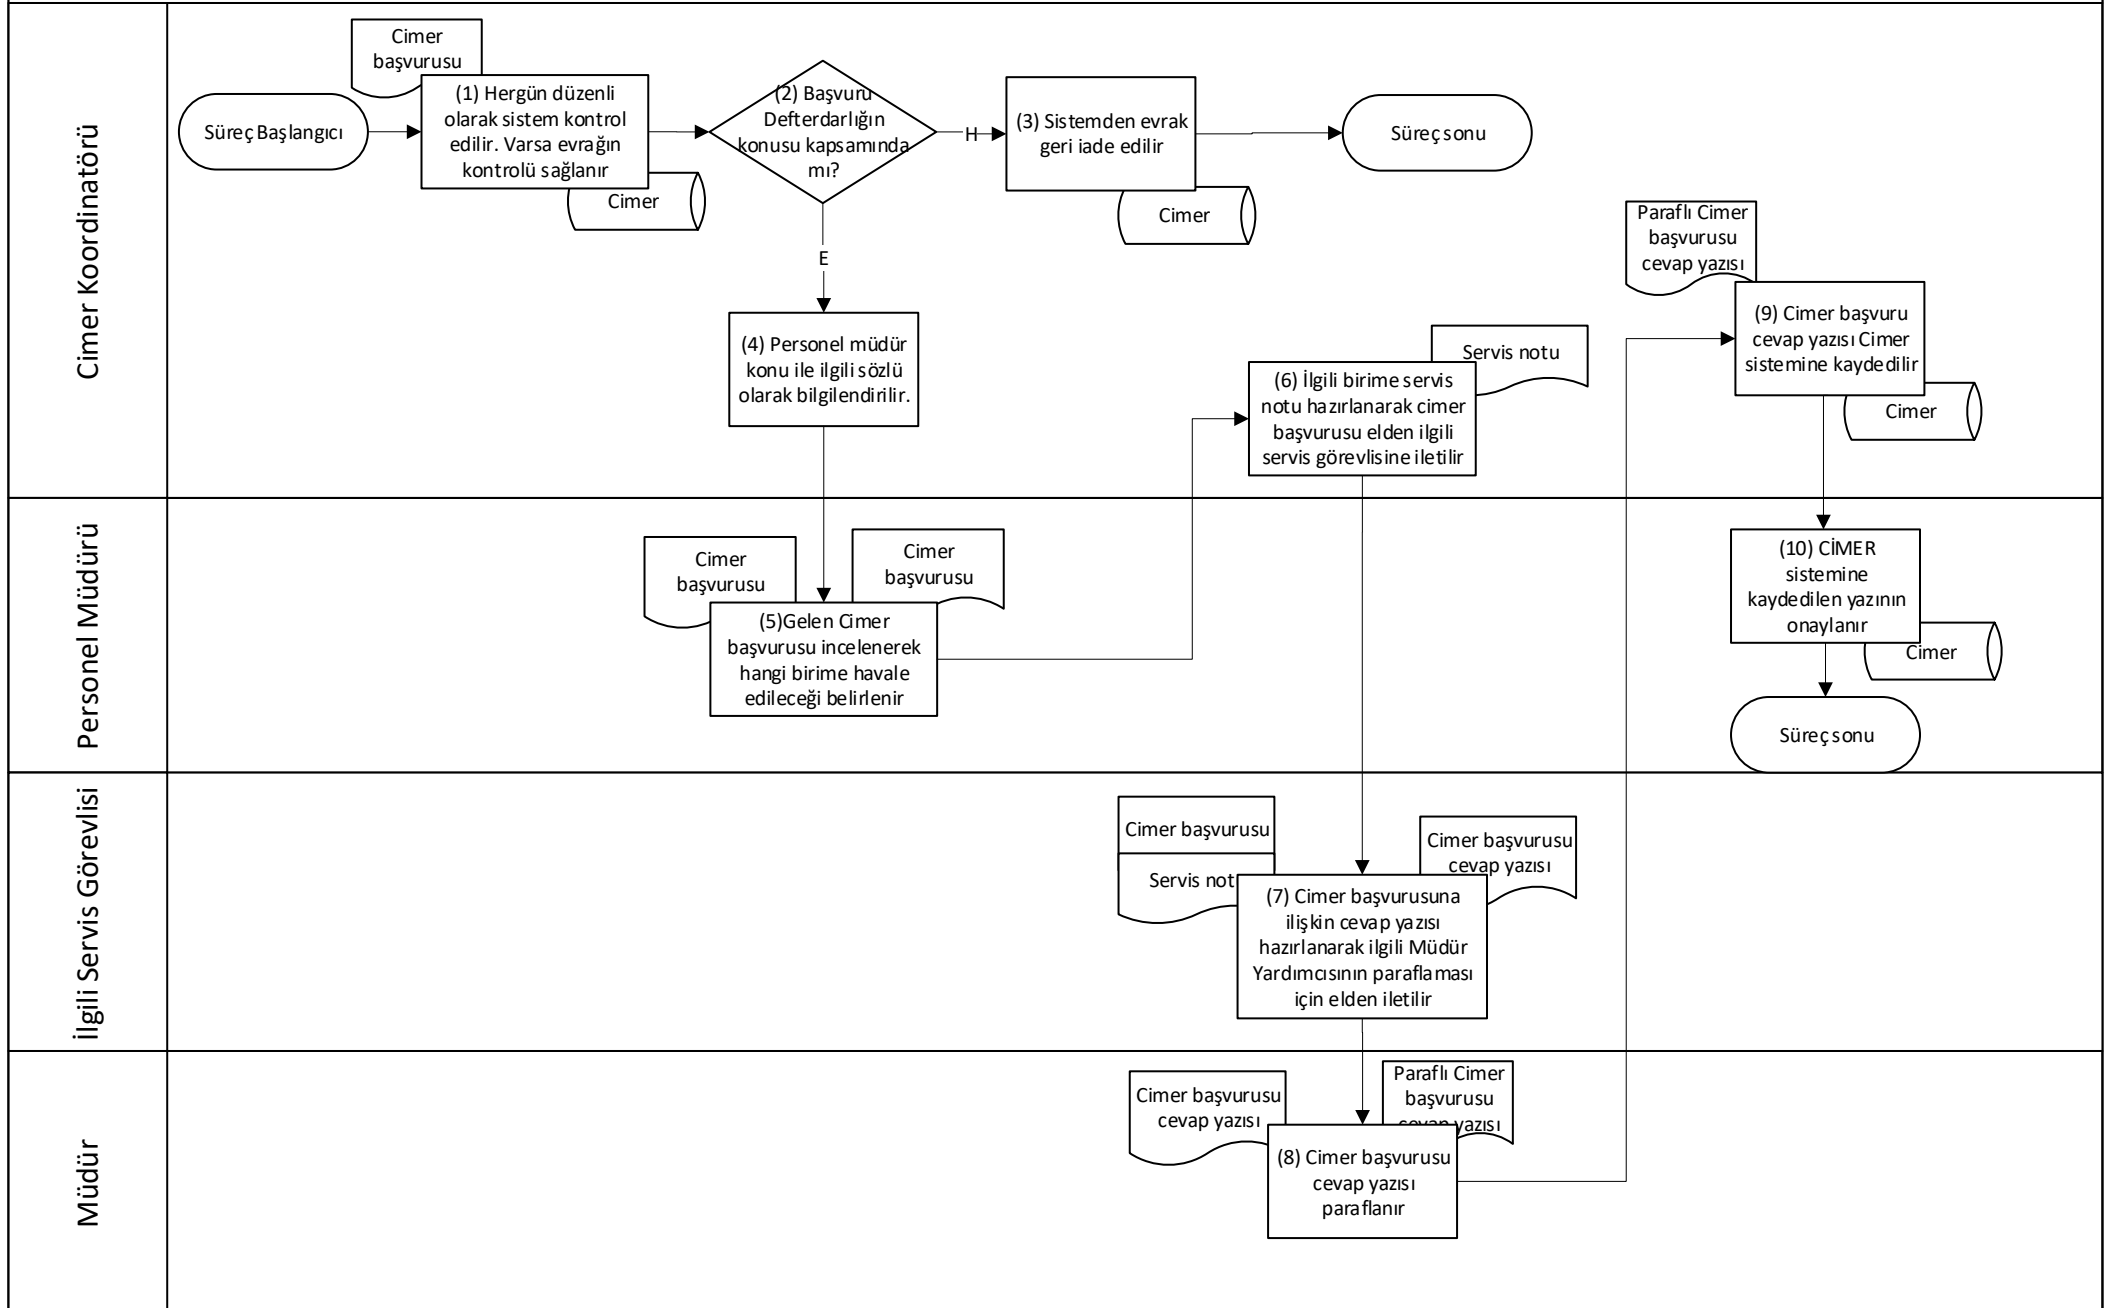 Cimer Koordinatörü
Süreç Başlangıcı
Cimer
başvurusu
(1) Hergün düzenli
olarak sistem kontrol
edilir. Varsa evrağın
kontrolü sağlanır
Cimer
(2) Başvuru
Defterdarlığın
konusu kapsamında
mı?
H
(3) Sistemden evrak
geri iade edilir
Cimer
Süreç sonu
E
(4) Personel müdür
konu ile ilgili sözlü
olarak bilgilendirilir.
Servis notu
(6) İlgili birime servis
notu hazırlanarak cimer
başvurusu elden ilgili
servis görevlisine iletilir
Paraflı Cimer
başvurusu
cevap yazısı
(9) Cimer başvuru
cevap yazısı Cimer
sistemine kaydedilir
Cimer
Personel Müdürü
Cimer
başvurusu
Cimer
başvurusu
(5)Gelen Cimer
başvurusu incelenerek
hangi birime havale
edileceği belirlenir
(10) CİMER
sistemine
kaydedilen yazının
onaylanır
Cimer
Süreç sonu
İlgili Servis Görevlisi
Cimer başvurusu
Servis not
Cimer başvurusu
cevap yazısı
(7) Cimer başvurusuna
ilişkin cevap yazısı
hazırlanarak ilgili Müdür
Yardımcısının paraflaması
için elden iletilir
Müdür
Cimer başvurusu
cevap yazısı
Paraflı Cimer
başvurusu
cevap yazısı
(8) Cimer başvurusu
cevap yazısı
paraflanır